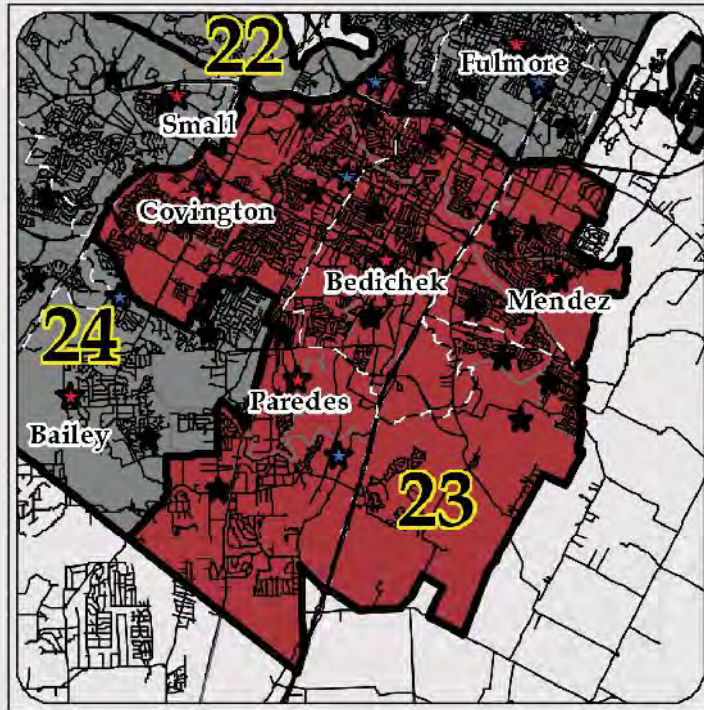 22
Fulmore
Small
Covington
Bedichek
Mendez
24
Paredes
Bailey
23